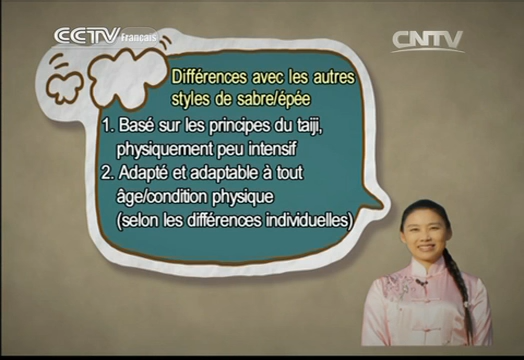 CCTV
Français
CNTV
Différences avec les autres
styles de sabre/épée
1. Basé sur les principes du taiji,
physiquement peu intensif
2. Adapté et adaptable à tout
âge/condition physique
(selon les différences individuelles)